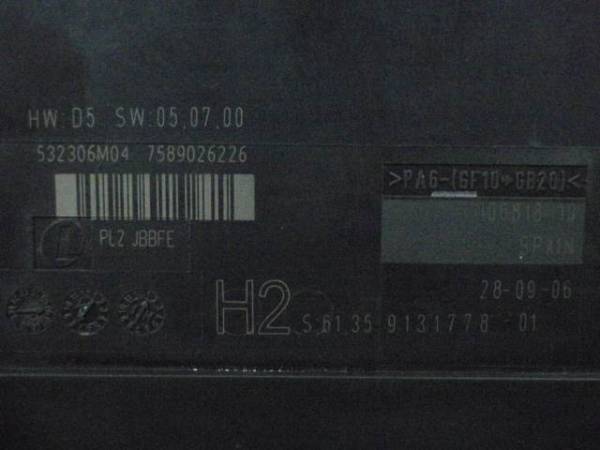 HW:D5 SW:05,07,00
532306M04 7589026226
>PA6-(GF10+GB20)<
PL2 JBBFE
SPAIN
28-09-06
H2 S 61.35 9131778 -01